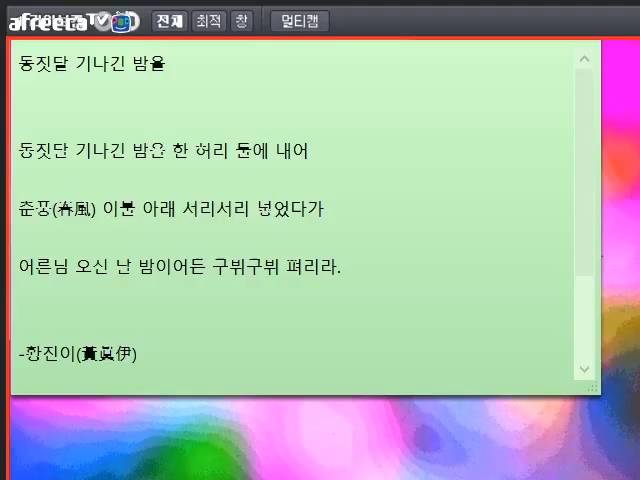 afreecaTV
전체 최적 창 멀티캠
동짓달 기나긴 밤을
동짓단 기나긴 밤은 한 허리 둘에 내어
춘풍(春風) 이불 아래 서리서리 넣었다가
어른님 오신 날 밤이어든 구뷔구뷔 펴리라.
-황진이(黃眞伊)